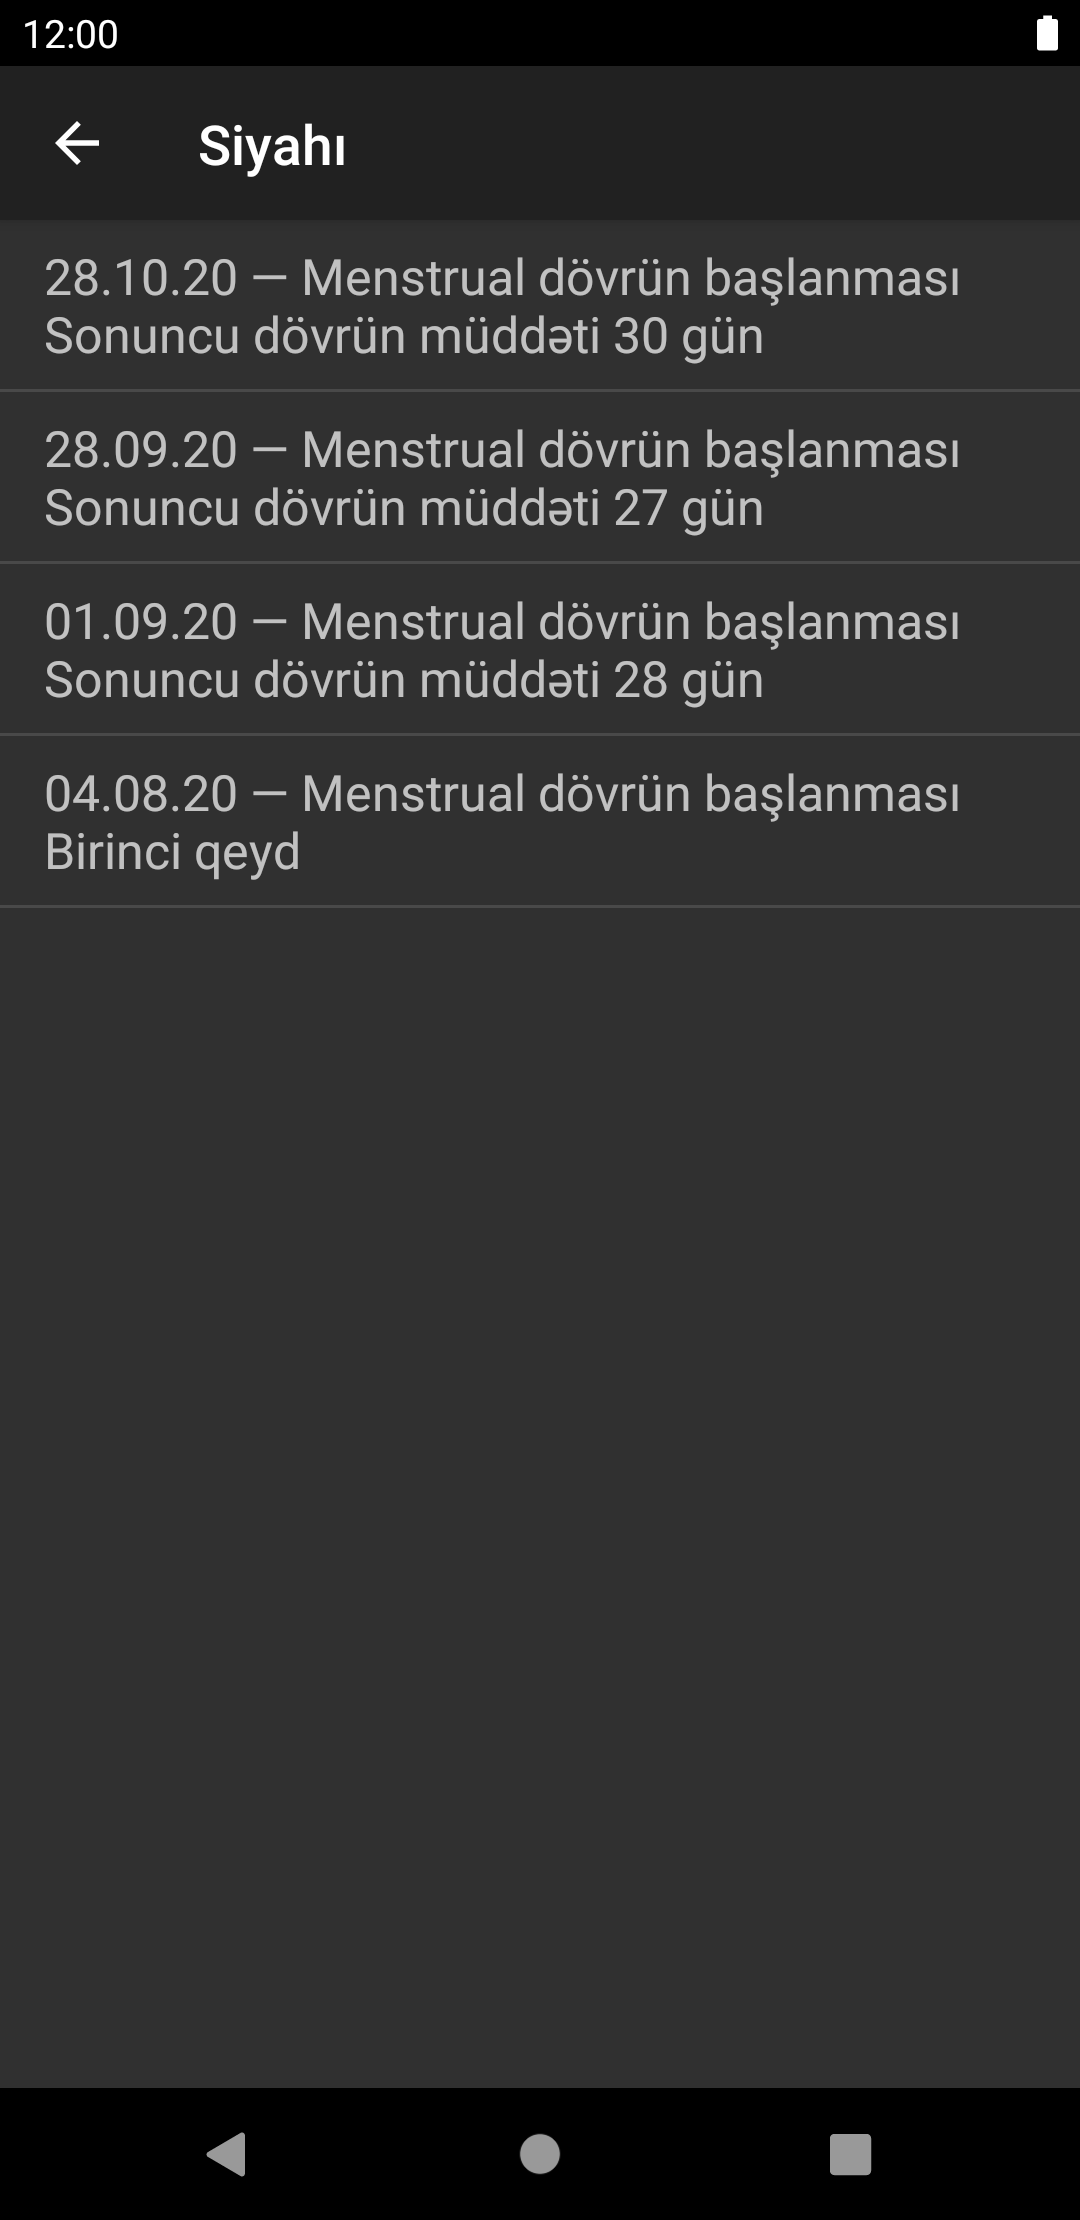 12:00
Siyahı
28.10.20 — Menstrual dövrün başlanması
Sonuncu dövrün müddəti 30 gün
28.09.20 — Menstrual dövrün başlanması
Sonuncu dövrün müddəti 27 gün
01.09.20 — Menstrual dövrün başlanması
Sonuncu dövrün müddəti 28 gün
04.08.20 — Menstrual dövrün başlanması
Birinci qeyd